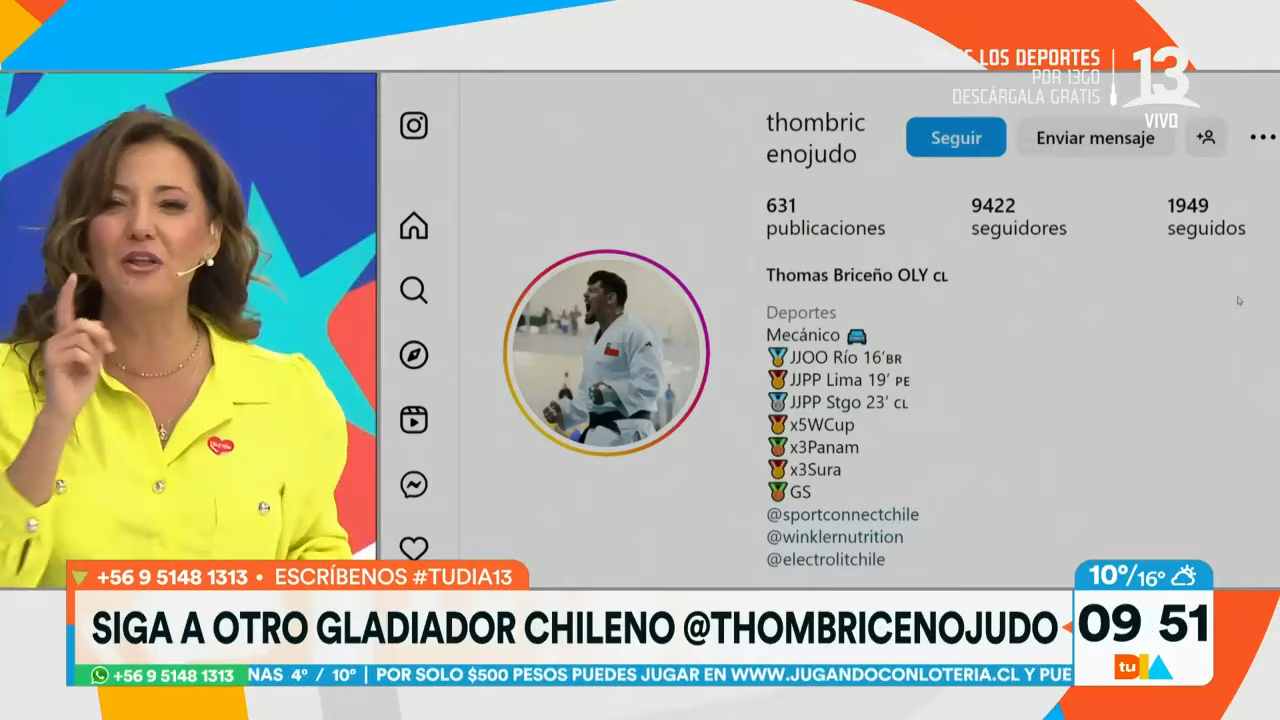 LOS DEPORTES
POR 13GO
DESCÁRGALA GRATIS
13
VIVO
thombric
enojudo
Seguir
Enviar mensaje
631
publicaciones
9422
seguidores
1949
seguidos
Thomas Briceño OLY CL
Deportes
Mecánico
JJOO Río 16’BR
JJPP Lima 19’ PE
JJPP Stgo 23’ CL
x5WCup
x3Panam
x3Sura
GS
@sportconnectchile
@winklernutrition
@electrolitchile
+56 9 5148 1313 • ESCRÍBENOS #TUDIA13
SIGA A OTRO GLADIADOR CHILENO @THOMBRICENOJUDO
10°/16°
09 51
tu DIA
+56 9 5148 1313 NAS 4° / 10° | POR SOLO $500 PESOS PUEDES JUGAR EN WWW.JUGANDOCONLOTERIA.CL Y PUE